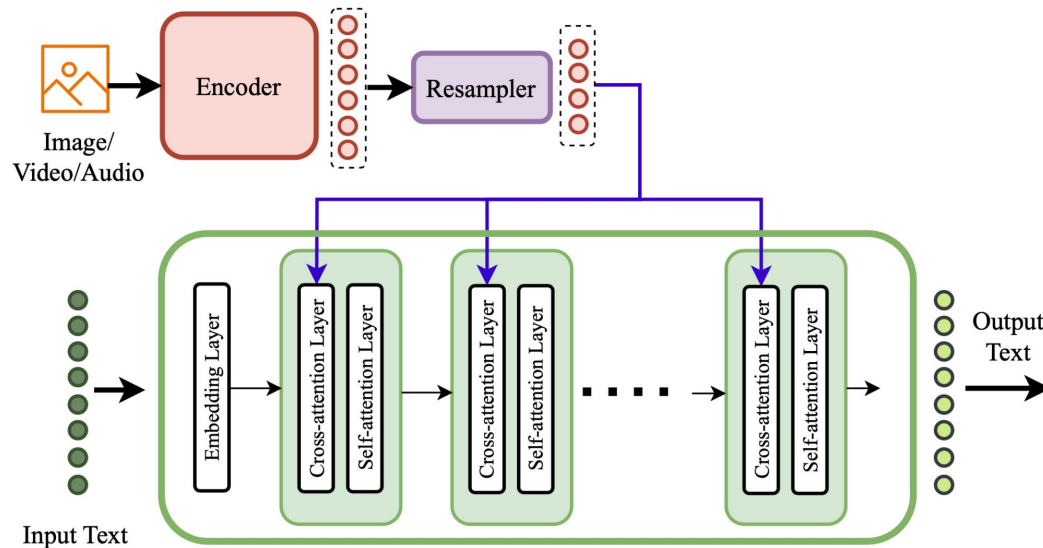 Image/
Video/Audio
Encoder
Resampler
Input Text
Embedding Layer
Cross-attention Layer
Self-attention Layer
Cross-attention Layer
Self-attention Layer
Cross-attention Layer
Self-attention Layer
Output
Text